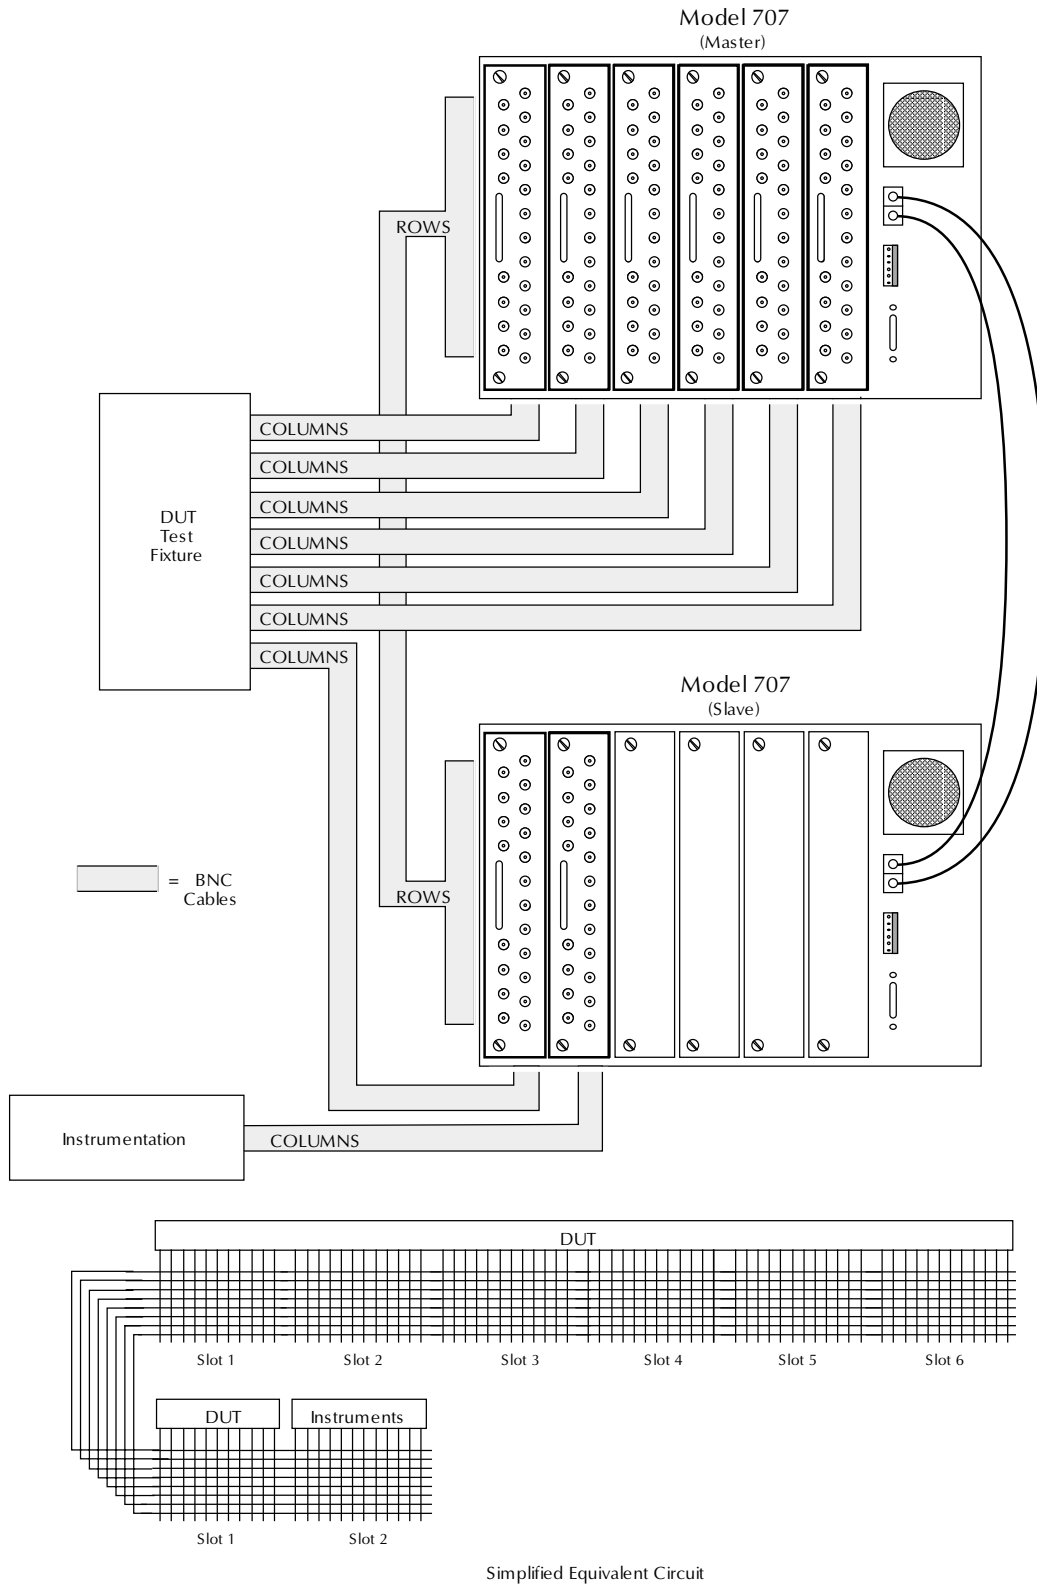 Model 707
(Master)
ROWS
COLUMNS
COLUMNS
COLUMNS
COLUMNS
COLUMNS
COLUMNS
COLUMNS
DUT
Test
Fixture
Model 707
(Slave)
= BNC
Cables
ROWS
Instrumentation
COLUMNS
DUT
Slot 1
Slot 2
Slot 3
Slot 4
Slot 5
Slot 6
DUT
Instruments
Slot 1
Slot 2
Simplified Equivalent Circuit